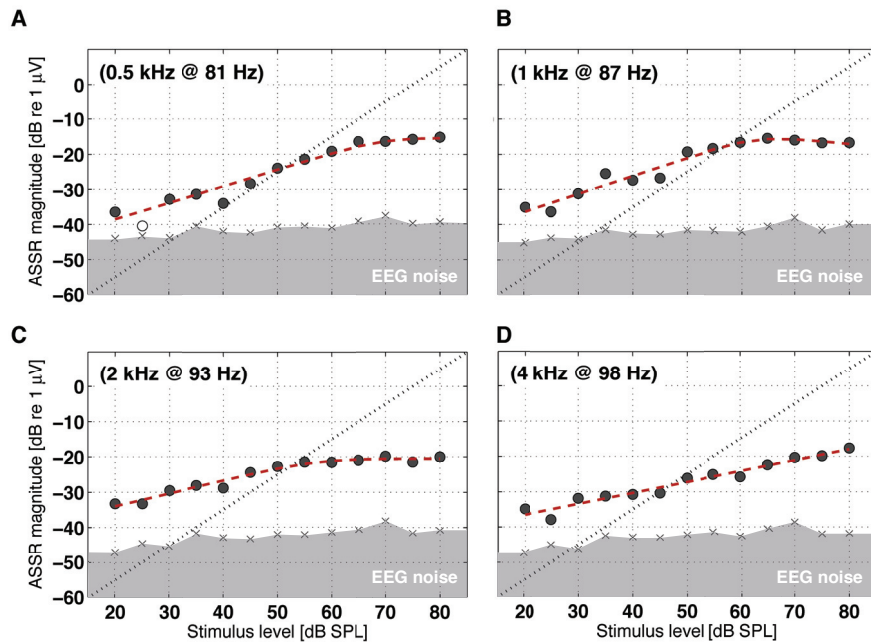 A
B
(0.5 kHz @ 81 Hz)
(1 kHz @ 87 Hz)
ASSR magnitude [dB re 1 µV]
0
−10
−20
−30
−40
−50
−60
EEG noise
EEG noise
C
D
(2 kHz @ 93 Hz)
(4 kHz @ 98 Hz)
ASSR magnitude [dB re 1 µV]
0
−10
−20
−30
−40
−50
−60
EEG noise
EEG noise
20 30 40 50 60 70 80
20 30 40 50 60 70 80
Stimulus level [dB SPL]
Stimulus level [dB SPL]